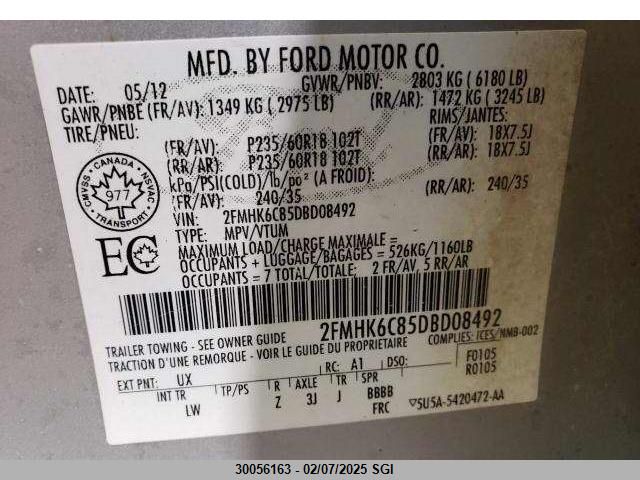 MFD. BY FORD MOTOR CO.
DATE: 05/12 GVWR/PNBV: 2803 KG ( 6180 LB)
GAWR/PNBE (FR/AV): 1349 KG ( 2975 LB) (RR/AR): 1472 KG ( 3245 LB)
TIRE/PNEU: RIMS/JANTES:
(FR/AV): P235/60R18 102T (FR/AV): 18X7.5J
(RR/AR): P235/60R18 102T (RR/AR): 18X7.5J
kPa/PSI(COLD)/lb/po² (A FROID):
(FR/AV): 240/35 (RR/AR): 240/35
VIN: 2FMHK6C85DBD08492
TYPE: MPV/VTUM
MAXIMUM LOAD/CHARGE MAXIMALE =
OCCUPANTS + LUGGAGE/BAGAGES = 526KG/1160LB
OCCUPANTS = 7 TOTAL/TOTALE: 2 FR/AV, 5 RR/AR
CANADA
CMVSS 977 NSVAC
TRANSPORT
EC
2FMHK6C85DBD08492
TRAILER TOWING - SEE OWNER GUIDE COMPLIES: ICES/NMB-002
TRACTION D'UNE REMORQUE - VOIR LE GUIDE DU PROPRIETAIRE
RC: A1 DSO: F0105
R0105
EXT PNT: UX
INT TR TP/PS R AXLE TR SPR
LW Z 3J J BBBB
FRC ▽5U5A-5420472-AA
30056163 - 02/07/2025 SGI